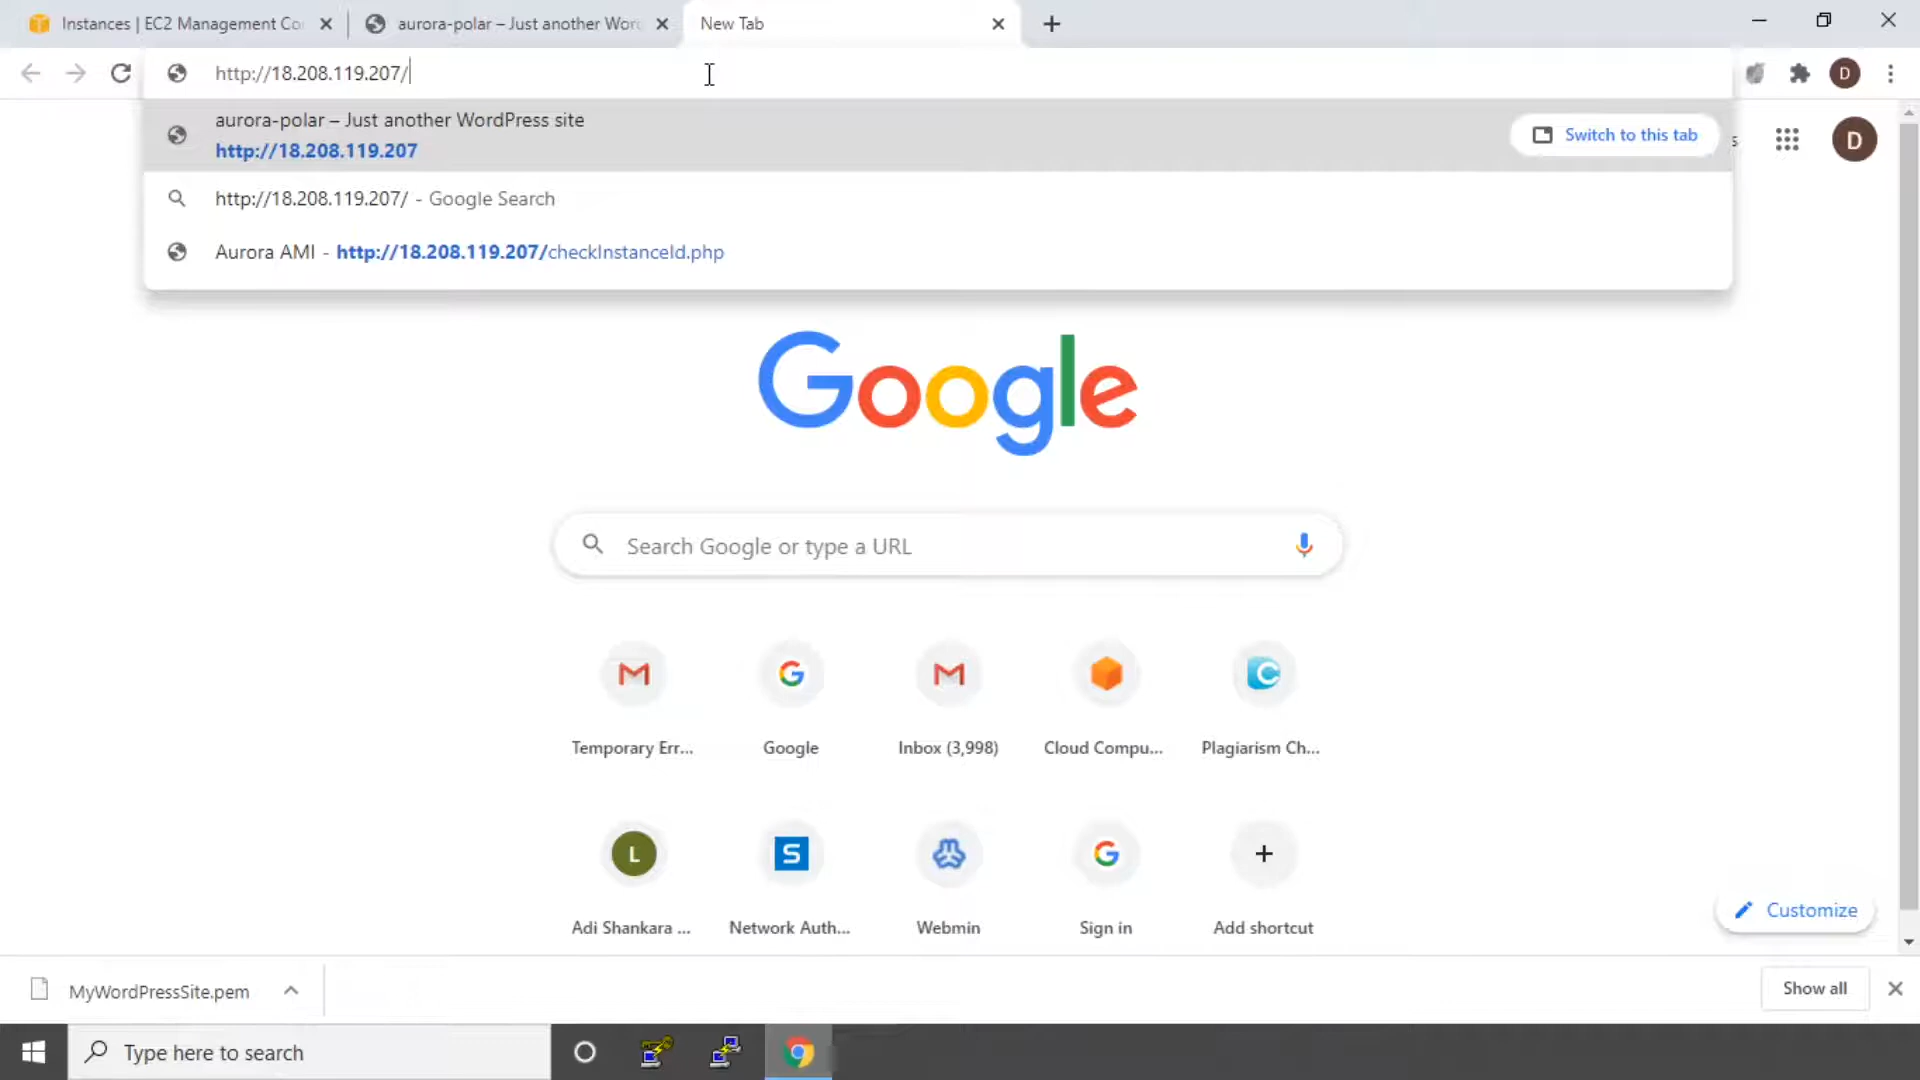 Instances | EC2 Management Co
aurora-polar – Just another Wor
New Tab
http://18.208.119.207/
D
aurora-polar – Just another WordPress site
http://18.208.119.207
Switch to this tab
s
D
http://18.208.119.207/ - Google Search
Aurora AMI - http://18.208.119.207/checkInstanceId.php
Google
Search Google or type a URL
Temporary Err...
Google
Inbox (3,998)
Cloud Compu...
Plagiarism Ch...
L
S
Adi Shankara ...
Network Auth...
Webmin
Sign in
Add shortcut
Customize
MyWordPressSite.pem
Show all
Type here to search